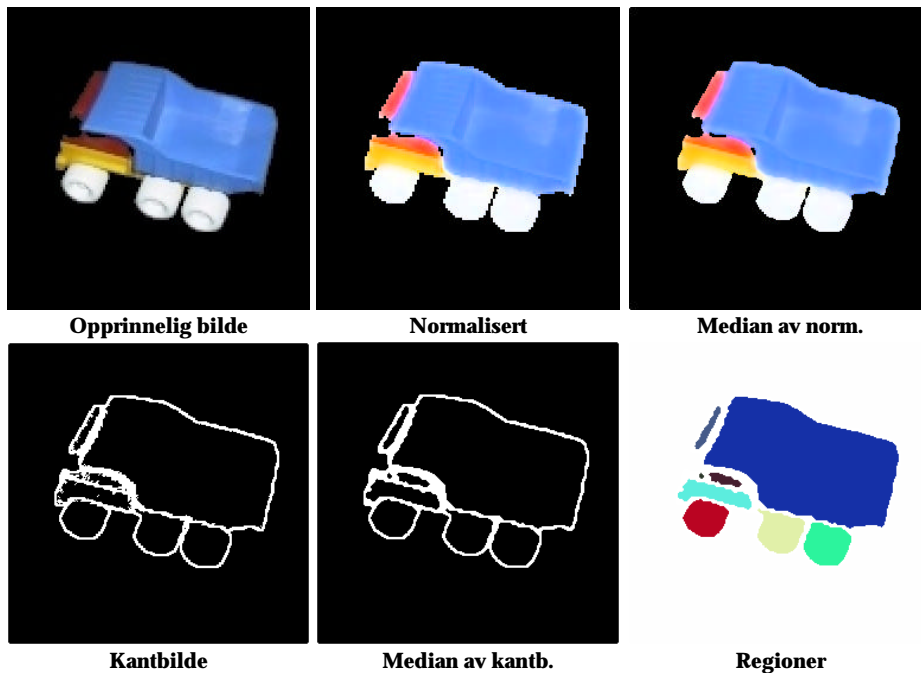 Opprinnelig bilde
Normalisert
Median av norm.
Kantbilde
Median av kantb.
Regioner